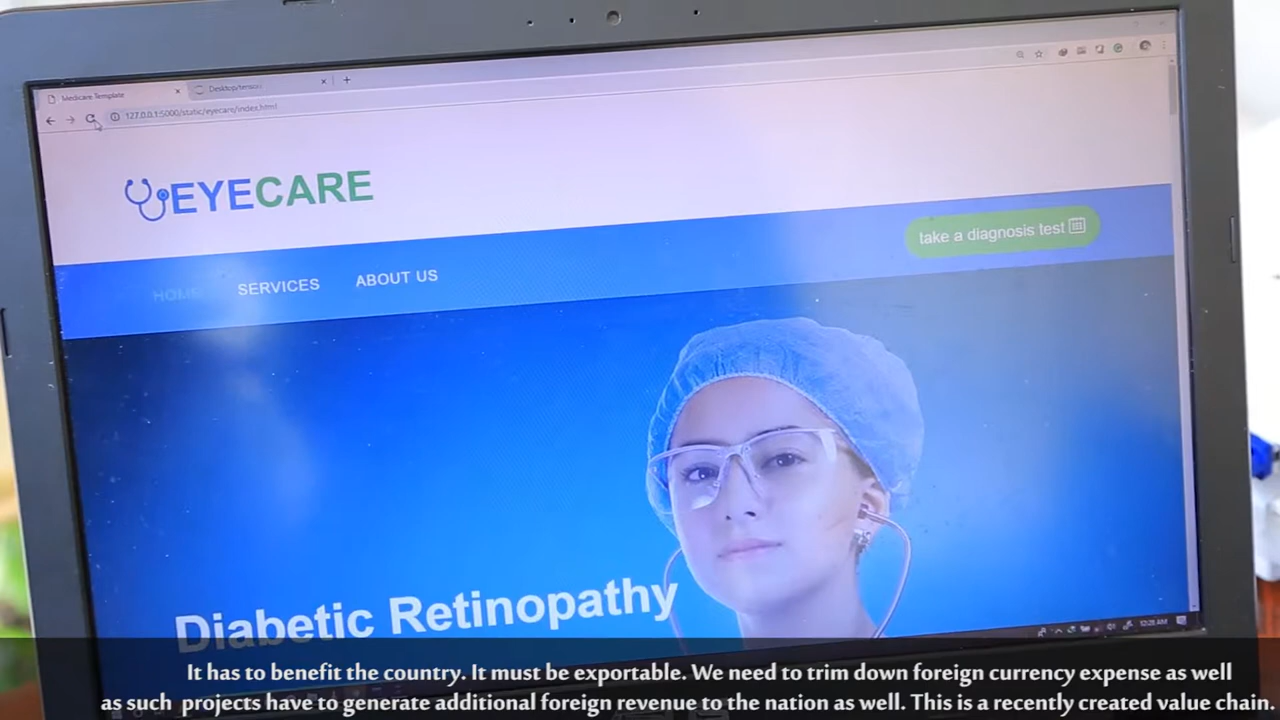 Medicare Template
127.0.0.1:5000/static/eyecare/index.html
EYECARE
take a diagnosis test
HOME
SERVICES
ABOUT US
Diabetic Retinopathy
12:26 AM
It has to benefit the country. It must be exportable. We need to trim down foreign currency expense as well
as such projects have to generate additional foreign revenue to the nation as well. This is a recently created value chain.